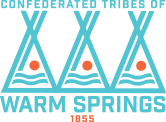 CONFEDERATED TRIBES OF
WARM SPRINGS
1855